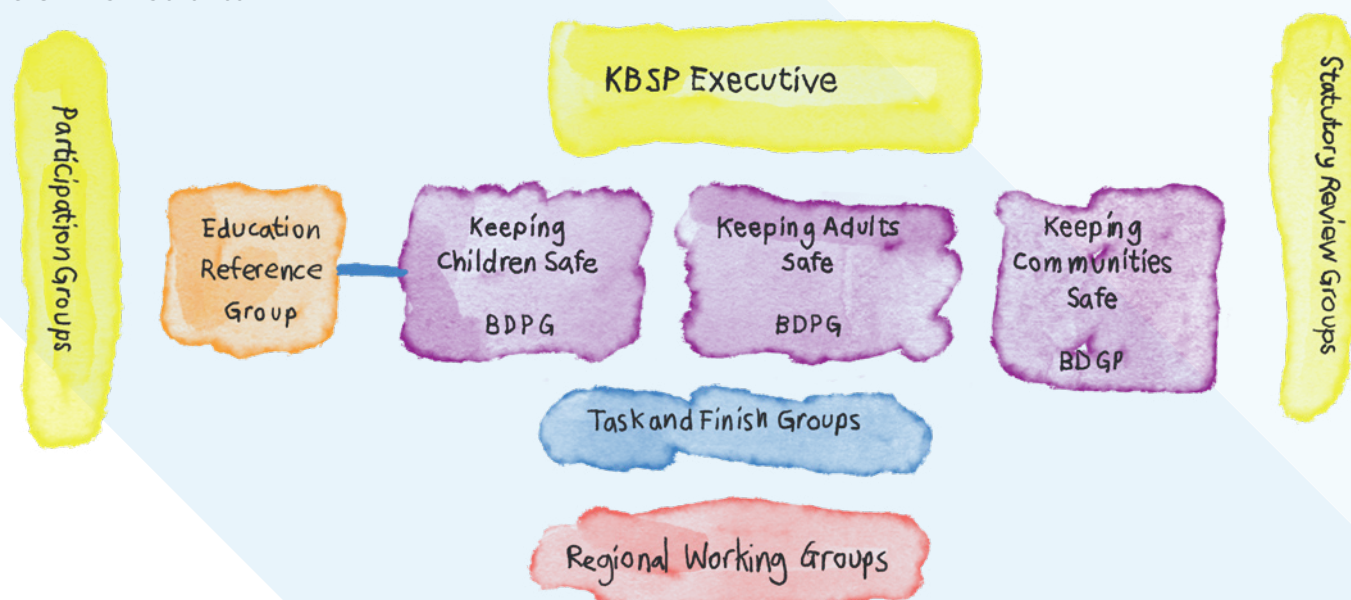 KBSP Executive
Participation Groups
Education
Reference
Group
Keeping
Children Safe
BDPG
Keeping Adults
Safe
BDPG
Keeping
Communities
Safe
BDGP
Statutory Review Groups
Task and Finish Groups
Regional Working Groups